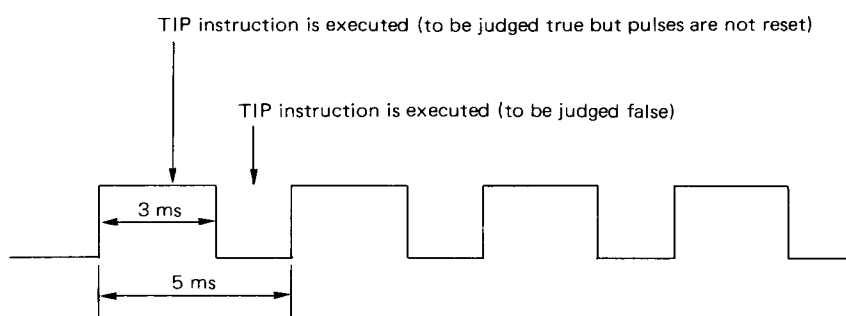 TIP instruction is executed (to be judged true but pulses are not reset)
TIP instruction is executed (to be judged false)
3 ms
5 ms